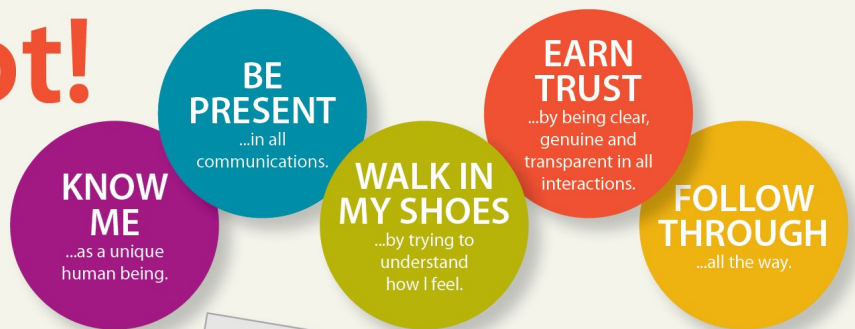 ot!
KNOW
ME
...as a unique
human being.
BE
PRESENT
...in all
communications.
WALK IN
MY SHOES
...by trying to
understand
how I feel.
EARN
TRUST
...by being clear,
genuine and
transparent in all
interactions.
FOLLOW
THROUGH
...all the way.